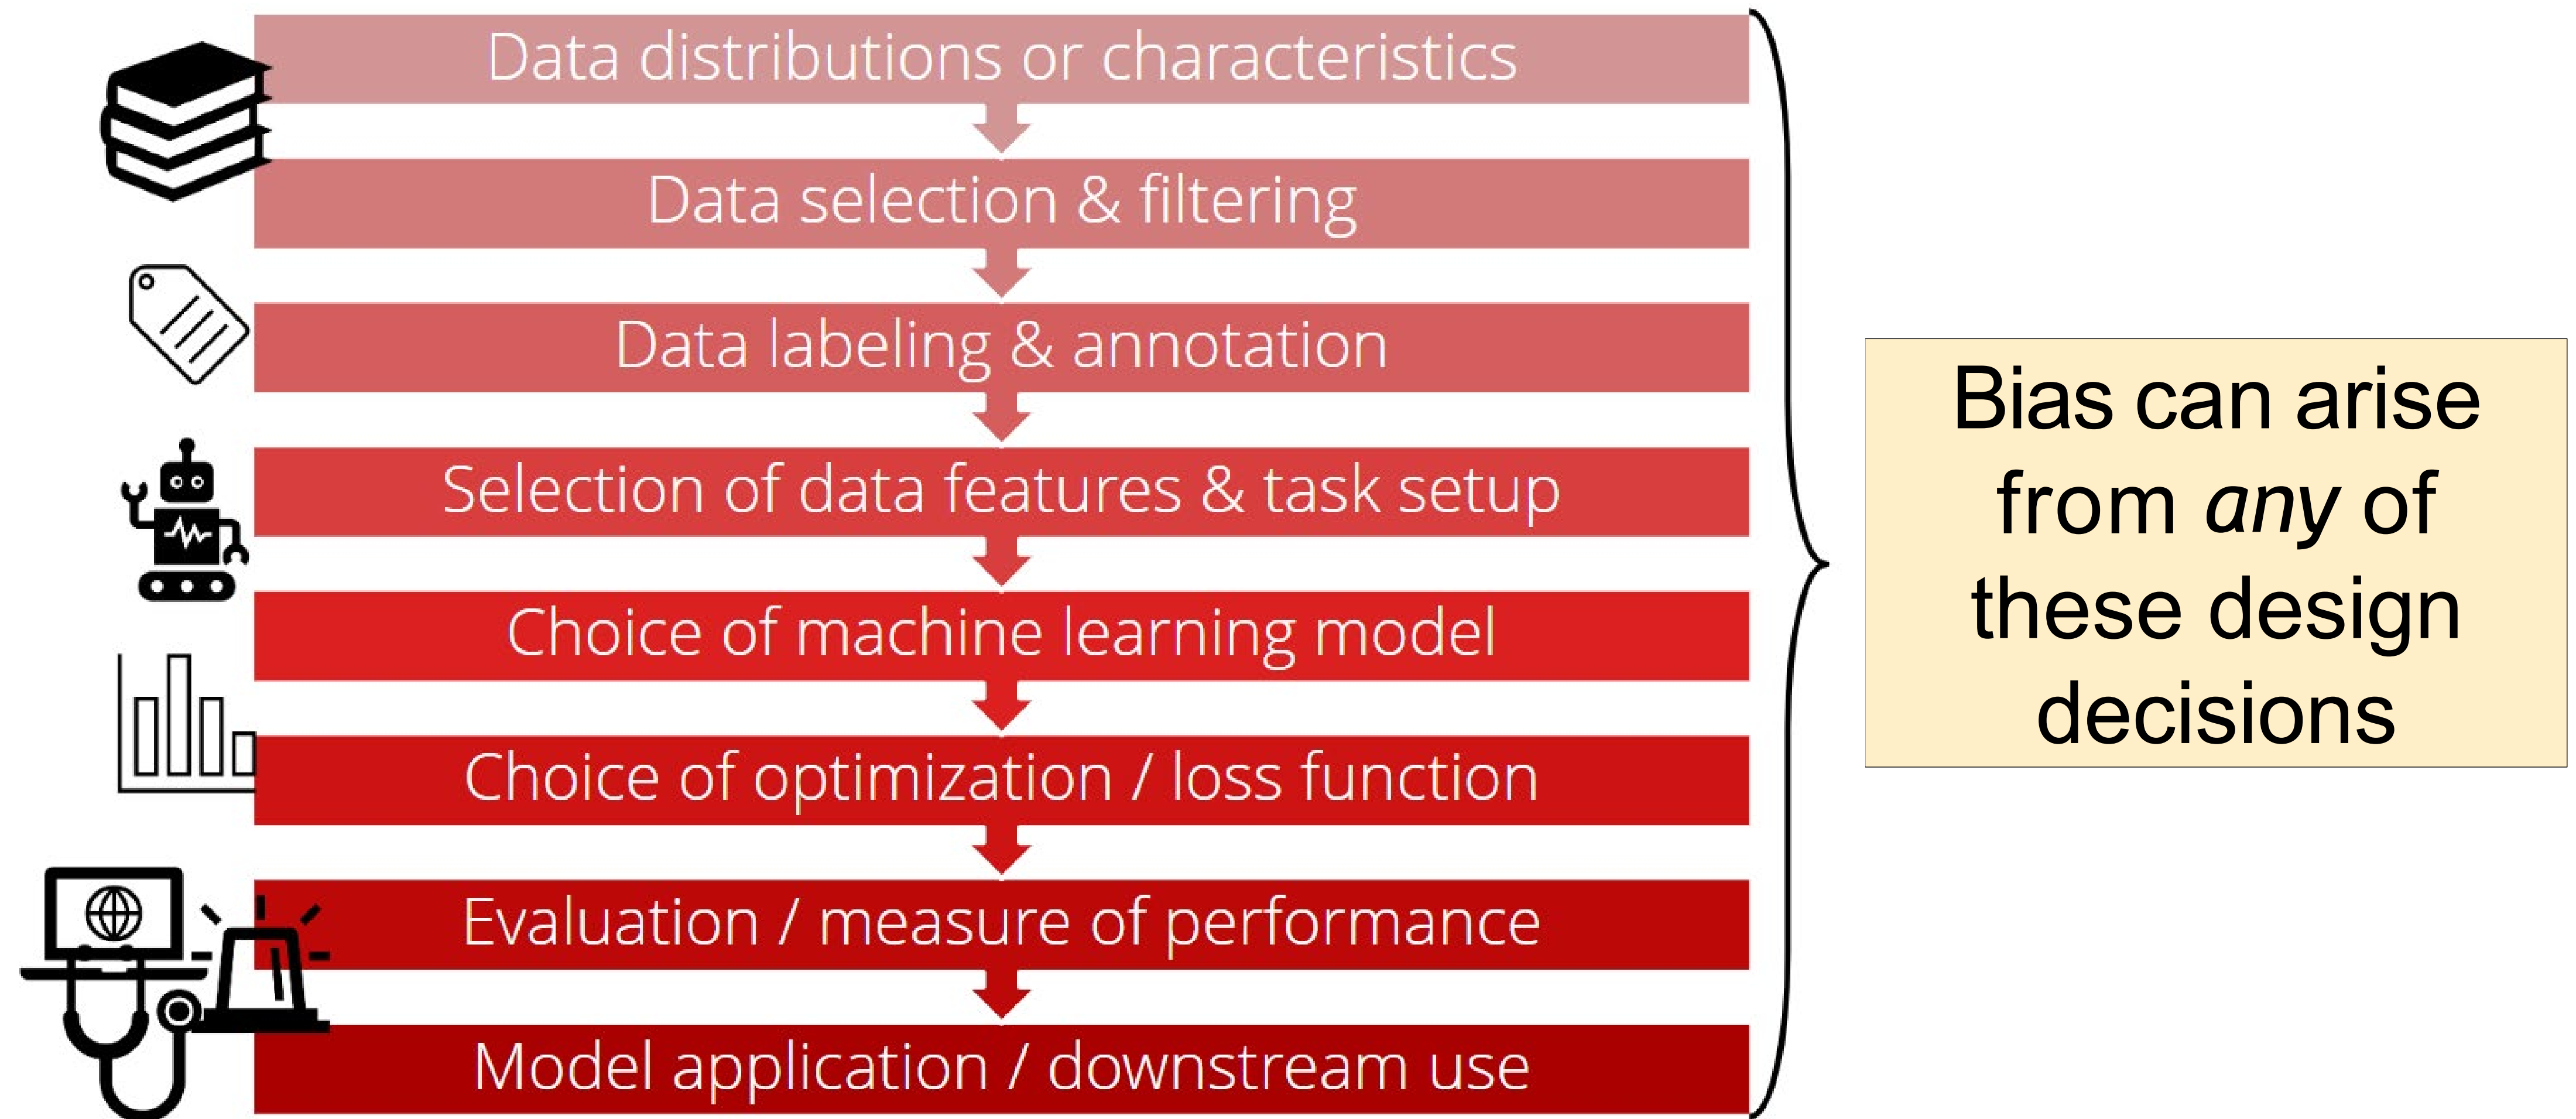 Data distributions or characteristics
Data selection & filtering
Data labeling & annotation
Selection of data features & task setup
Choice of machine learning model
Choice of optimization / loss function
Evaluation / measure of performance
Model application / downstream use
Bias can arise
from any of
these design
decisions